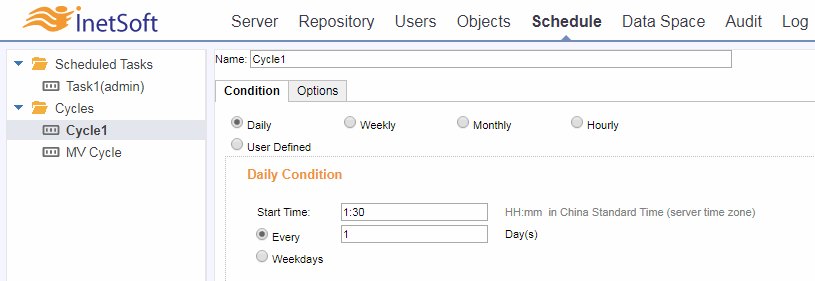 InetSoft
Server Repository Users Objects Schedule Data Space Audit Log
Scheduled Tasks
Task1(admin)
Cycles
Cycle1
MV Cycle
Name: Cycle1
Condition Options
Daily Weekly Monthly Hourly
User Defined
Daily Condition
Start Time: 1:30 HH:mm in China Standard Time (server time zone)
Every 1 Day(s)
Weekdays